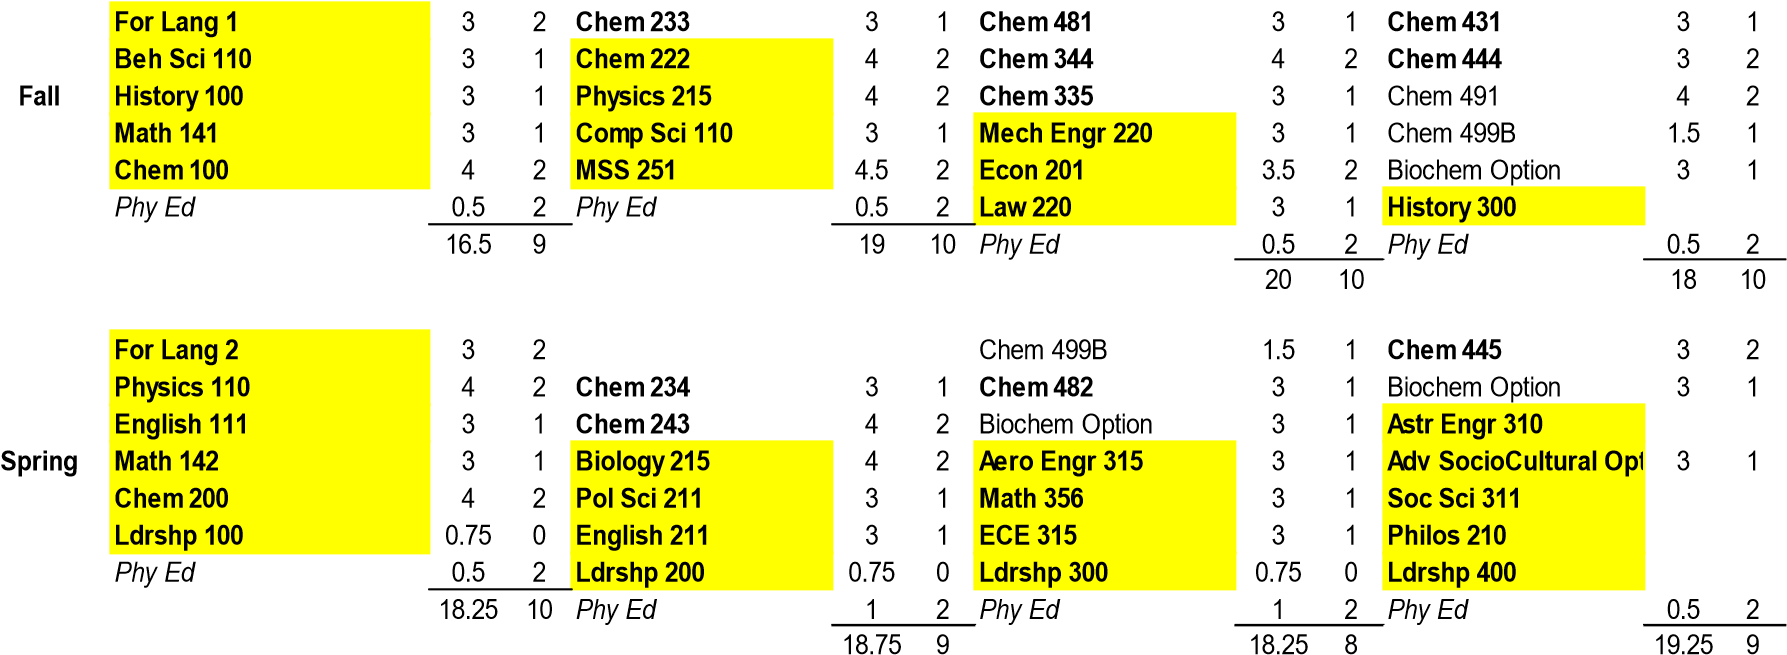 For Lang 1 3 2 Chem 233 3 1 Chem 481 3 1 Chem 431 3 1
Beh Sci 110 3 1 Chem 222 4 2 Chem 344 4 2 Chem 444 3 2
Fall History 100 3 1 Physics 215 4 2 Chem 335 3 1 Chem 491 4 2
Math 141 3 1 Comp Sci 110 3 1 Mech Engr 220 3 1 Chem 499B 1.5 1
Chem 100 4 2 MSS 251 4.5 2 Econ 201 3.5 2 Biochem Option 3 1
Phy Ed 0.5 2 Phy Ed 0.5 2 Law 220 3 1 History 300
16.5 9 19 10 Phy Ed 0.5 2 Phy Ed 0.5 2
20 10 18 10
For Lang 2 3 2 Chem 499B 1.5 1 Chem 445 3 2
Physics 110 4 2 Chem 234 3 1 Chem 482 3 1 Biochem Option 3 1
English 111 3 1 Chem 243 4 2 Biochem Option 3 1 Astr Engr 310
Spring Math 142 3 1 Biology 215 4 2 Aero Engr 315 3 1 Adv SocioCultural Opt 3 1
Chem 200 4 2 Pol Sci 211 3 1 Math 356 3 1 Soc Sci 311
Ldrshp 100 0.75 0 English 211 3 1 ECE 315 3 1 Philos 210
Phy Ed 0.5 2 Ldrshp 200 0.75 0 Ldrshp 300 0.75 0 Ldrshp 400
18.25 10 Phy Ed 1 2 Phy Ed 1 2 Phy Ed 0.5 2
18.75 9 18.25 8 19.25 9